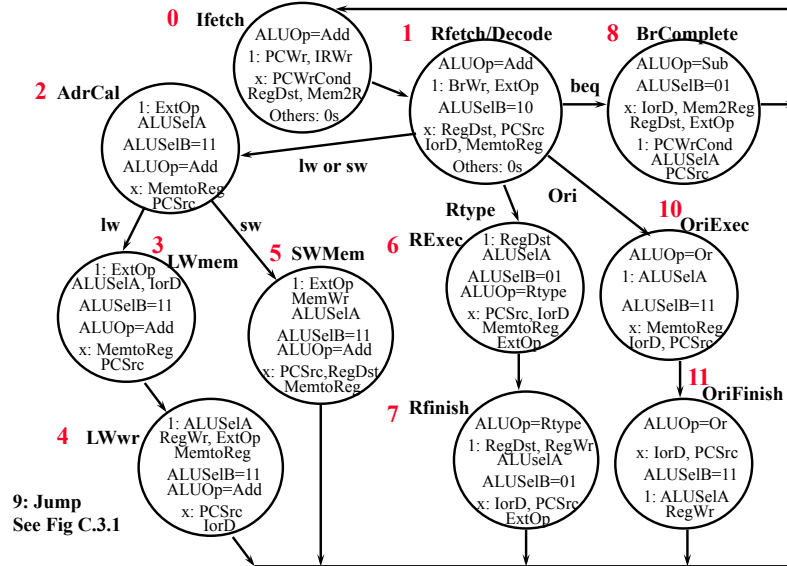 0 Ifetch
ALUOp=Add
1: PCWr, IRWr
x: PCWrCond
RegDst, Mem2R
Others: 0s
1 Rfetch/Decode
ALUOp=Add
1: BrWr, ExtOp
ALUSelB=10
x: RegDst, PCSrc
IorD, MemtoReg
Others: 0s
beq
8 BrComplete
ALUOp=Sub
ALUSelB=01
x: IorD, Mem2Reg
RegDst, ExtOp
1: PCWrCond
ALUSelA
PCSrc
2 AdrCal
1: ExtOp
ALUSelA
ALUSelB=11
ALUOp=Add
x: MemtoReg
PCSrc
lw or sw
Ori
Rtype
lw
sw
3 LWmem
1: ExtOp
ALUSelA, IorD
ALUSelB=11
ALUOp=Add
x: MemtoReg
PCSrc
5 SWMem
1: ExtOp
MemWr
ALUSelA
ALUSelB=11
ALUOp=Add
x: PCSrc,RegDst
MemtoReg
6 RExec
1: RegDst
ALUSelA
ALUSelB=01
ALUOp=Rtype
x: PCSrc, IorD
MemtoReg
ExtOp
10 OriExec
ALUOp=Or
1: ALUSelA
ALUSelB=11
x: MemtoReg
IorD, PCSrc
4 LWwr
1: ALUSelA
RegWr, ExtOp
MemtoReg
ALUSelB=11
ALUOp=Add
x: PCSrc
IorD
7 Rfinish
ALUOp=Rtype
1: RegDst, RegWr
ALUselA
ALUSelB=01
x: IorD, PCSrc
ExtOp
11 OriFinish
ALUOp=Or
x: IorD, PCSrc
ALUSelB=11
1: ALUSelA
RegWr
9: Jump
See Fig C.3.1